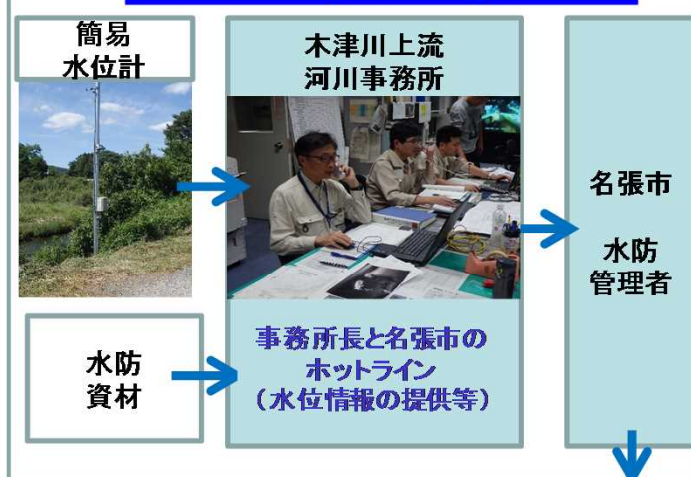 簡易
水位計
木津川上流
河川事務所
名張市
水防
管理者
水防
資材
事務所長と名張市の
ホットライン
（水位情報の提供等）